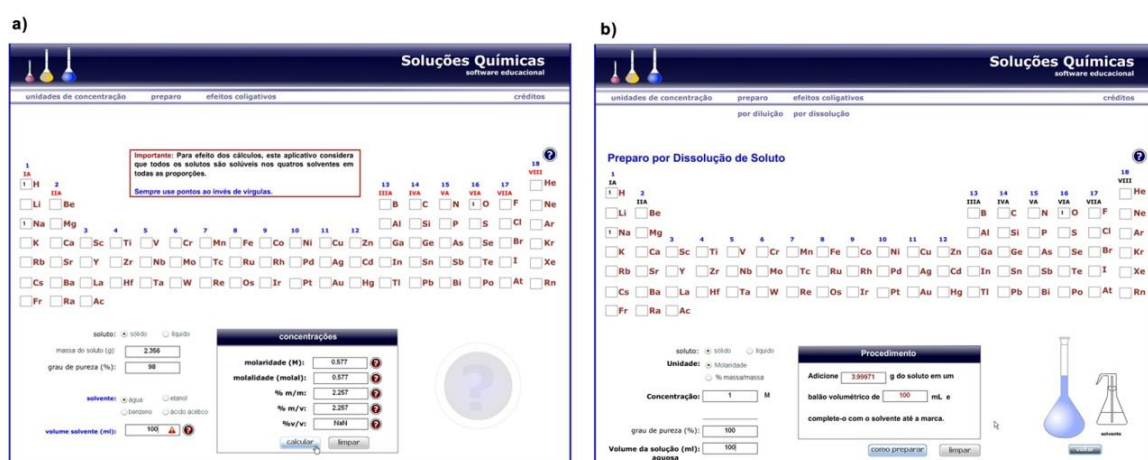 a)
Soluções Químicas
software educacional
unidades de concentração preparo efeitos coligativos créditos
Importante: Para efeito dos cálculos, este aplicativo considera
que todos os solutos são solúveis nos quatros solventes em
todas as proporções.
Sempre use pontos ao invés de vírgulas.
1 18
IA VIII
1 H 2 13 14 15 16 17 He
IIA IIIA IVA VA VIA VIIA
Li Be B C N 1 O F Ne
1 Na Mg Al Si P S Cl Ar
3 4 5 6 7 8 9 10 11 12
K Ca Sc Ti V Cr Mn Fe Co Ni Cu Zn Ga Ge As Se Br Kr
Rb Sr Y Zr Nb Mo Tc Ru Rh Pd Ag Cd In Sn Sb Te I Xe
Cs Ba La Hf Ta W Re Os Ir Pt Au Hg Tl Pb Bi Po At Rn
Fr Ra Ac
soluto: sólido líquido
massa do soluto (g): 2.356
grau de pureza (%): 98
solvente: água etanol
benzeno ácido acético
volume solvente (ml): 100 ?
concentrações
molaridade (M): 0.577 ?
molalidade (molal): 0.577 ?
% m/m: 2.257 ?
% m/v: 2.257 ?
%v/v: NaN ?
calcular limpar
?
b)
Soluções Químicas
software educacional
unidades de concentração preparo efeitos coligativos créditos
por diluição por dissolução
Preparo por Dissolução de Soluto ?
1 18
IA VIII
1 H 2 13 14 15 16 17 He
IIA IIIA IVA VA VIA VIIA
Li Be B C N 1 O F Ne
1 Na Mg Al Si P S Cl Ar
3 4 5 6 7 8 9 10 11 12
K Ca Sc Ti V Cr Mn Fe Co Ni Cu Zn Ga Ge As Se Br Kr
Rb Sr Y Zr Nb Mo Tc Ru Rh Pd Ag Cd In Sn Sb Te I Xe
Cs Ba La Hf Ta W Re Os Ir Pt Au Hg Tl Pb Bi Po At Rn
Fr Ra Ac
soluto: sólido líquido
Unidade: Molaridade
% massa/massa
Concentração: 1 M
grau de pureza (%): 100
Volume da solução (ml): 100
aquosa
Procedimento
Adicione 3.99971 g do soluto em um
balão volumétrico de 100 mL e
complete-o com o solvente até a marca.
como preparar limpar
solvente
voltar